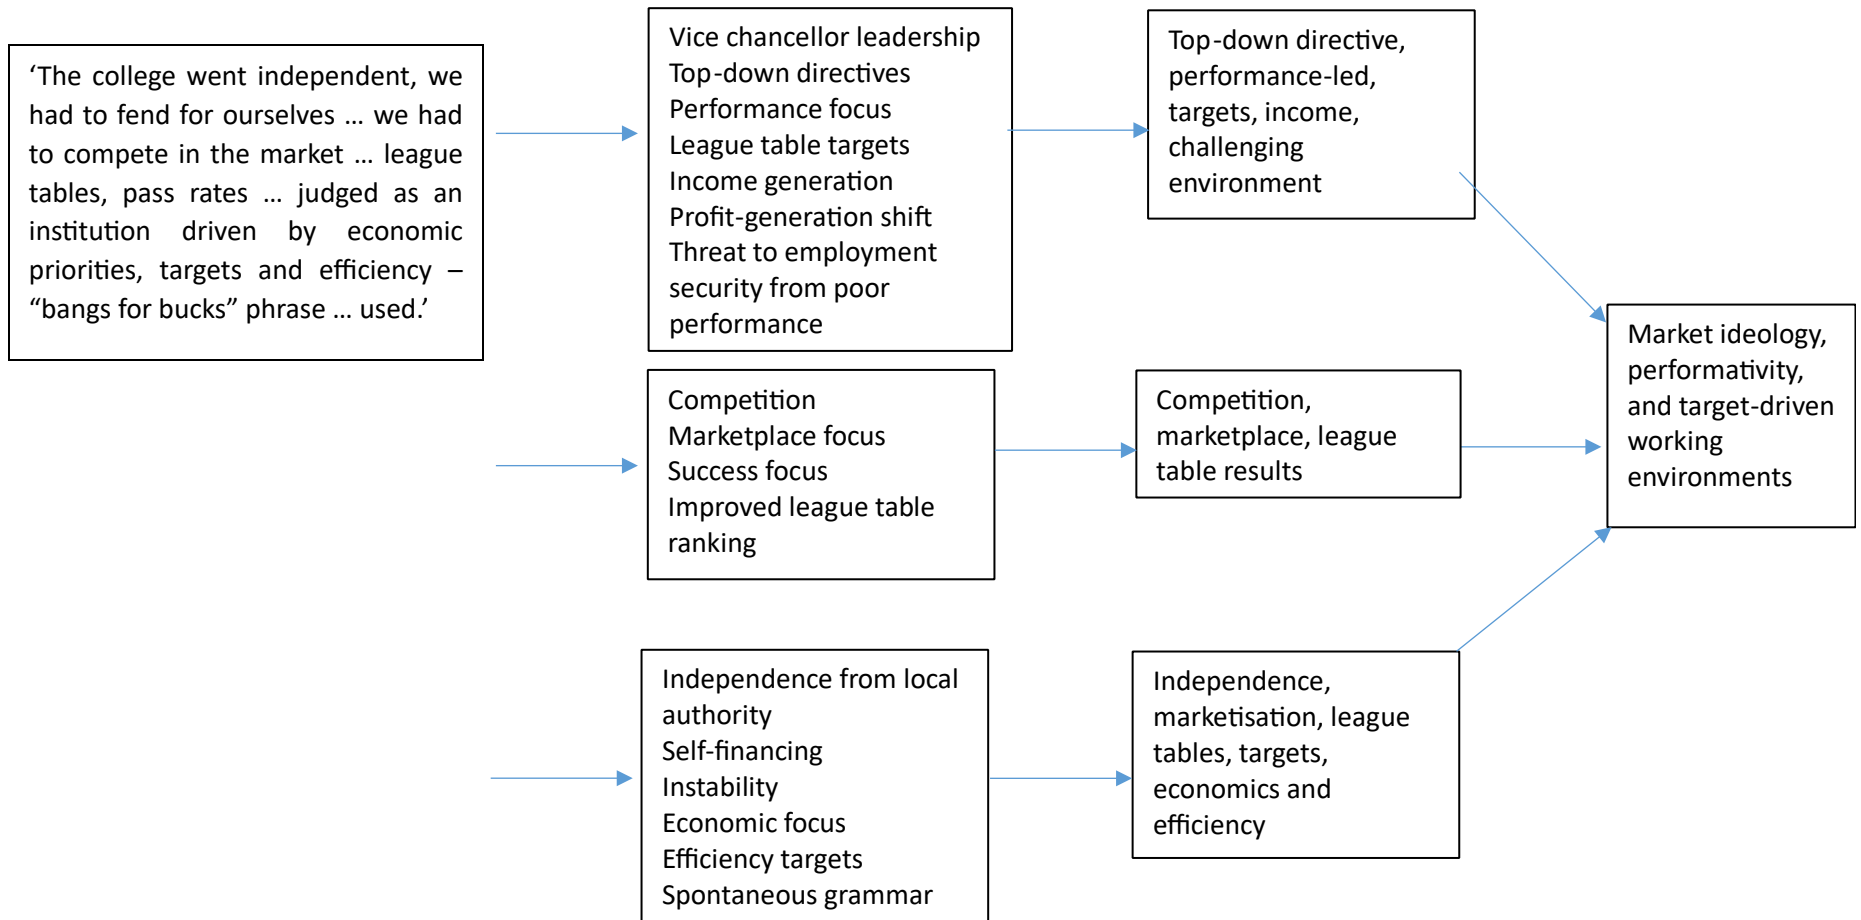 ‘The college went independent, we
had to fend for ourselves … we had
to compete in the market … league
tables, pass rates … judged as an
institution driven by economic
priorities, targets and efficiency –
“bangs for bucks” phrase … used.’
Vice chancellor leadership
Top-down directives
Performance focus
League table targets
Income generation
Profit-generation shift
Threat to employment
security from poor
performance
Top-down directive,
performance-led,
targets, income,
challenging
environment
Competition
Marketplace focus
Success focus
Improved league table
ranking
Competition,
marketplace, league
table results
Independence from local
authority
Self-financing
Instability
Economic focus
Efficiency targets
Spontaneous grammar
Independence,
marketisation, league
tables, targets,
economics and
efficiency
Market ideology,
performativity,
and target-driven
working
environments